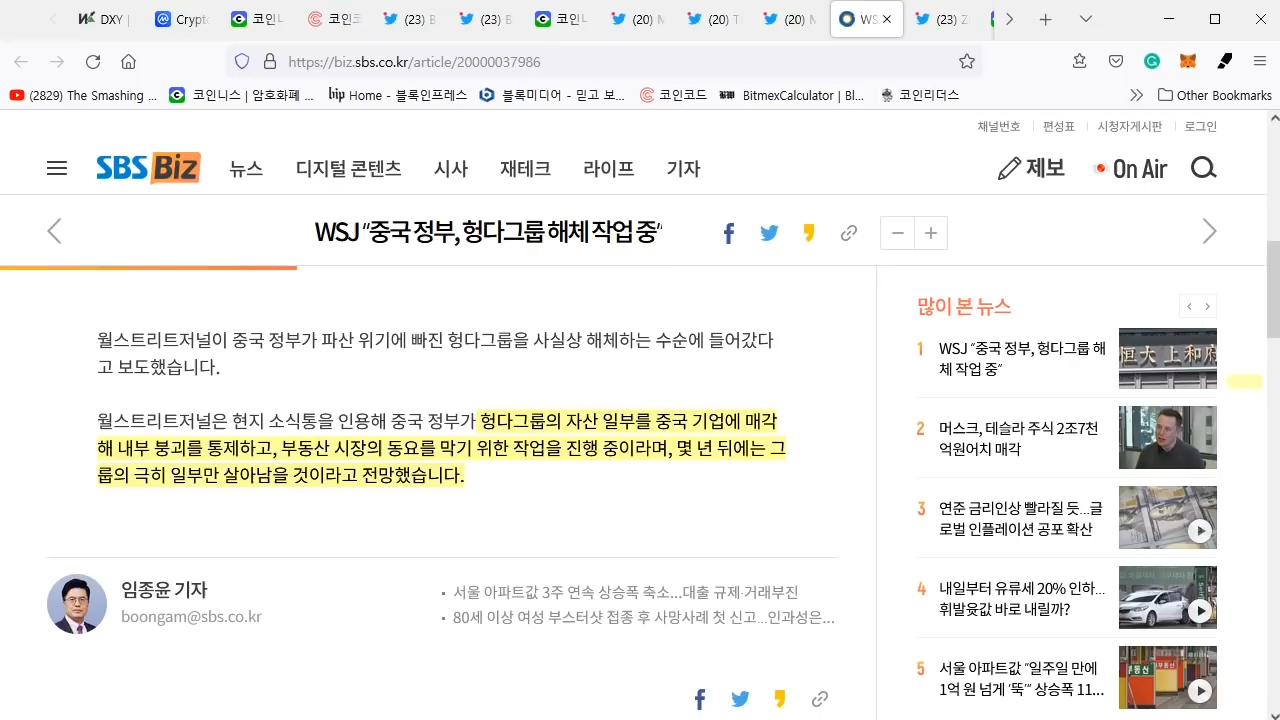 DXY |
Crypto
코인니
코인코
(23) B
(23) B
코인니
(20) N
(20) T
(20) M
WS
(23) Z
https://biz.sbs.co.kr/article/20000037986
(2829) The Smashing ...
코인니스 | 암호화폐 ...
blip Home - 블록인프레스
블록미디어 - 믿고 보...
코인코드
BitmexCalculator | Bl...
코인리더스
Other Bookmarks
채널번호
편성표
시청자게시판
로그인
SBS Biz
뉴스
디지털 콘텐츠
시사
재테크
라이프
기자
제보
On Air
WSJ “중국 정부, 헝다그룹 해체 작업 중”
월스트리트저널이 중국 정부가 파산 위기에 빠진 헝다그룹을 사실상 해체하는 수순에 들어갔다
고 보도했습니다.
월스트리트저널은 현지 소식통을 인용해 중국 정부가 헝다그룹의 자산 일부를 중국 기업에 매각
해 내부 붕괴를 통제하고, 부동산 시장의 동요를 막기 위한 작업을 진행 중이라며, 몇 년 뒤에는 그
룹의 극히 일부만 살아남을 것이라고 전망했습니다.
임종윤 기자
boongam@sbs.co.kr
서울 아파트값 3주 연속 상승폭 축소...대출 규제·거래부진
80세 이상 여성 부스터샷 접종 후 사망사례 첫 신고...인과성은...
많이 본 뉴스
1 WSJ “중국 정부, 헝다그룹 해
체 작업 중”
恒大 上和府
2 머스크, 테슬라 주식 2조7천
억원어치 매각
3 연준 금리인상 빨라질 듯...글
로벌 인플레이션 공포 확산
4 내일부터 유류세 20% 인하...
휘발윳값 바로 내릴까?
5 서울 아파트값 “일주일 만에
1억 원 넘게 ‘뚝’” 상승폭 11...
부동산